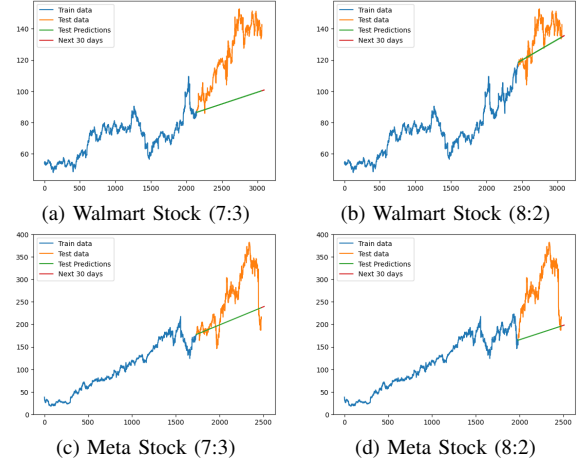 Train data
Test data
Test Predictions
Next 30 days
140
120
100
80
60
0 500 1000 1500 2000 2500 3000
(a) Walmart Stock (7:3)
Train data
Test data
Test Predictions
Next 30 days
140
120
100
80
60
0 500 1000 1500 2000 2500 3000
(b) Walmart Stock (8:2)
400
350
300
250
200
150
100
50
0
Train data
Test data
Test Predictions
Next 30 days
0 500 1000 1500 2000 2500
(c) Meta Stock (7:3)
400
350
300
250
200
150
100
50
0
Train data
Test data
Test Predictions
Next 30 days
0 500 1000 1500 2000 2500
(d) Meta Stock (8:2)